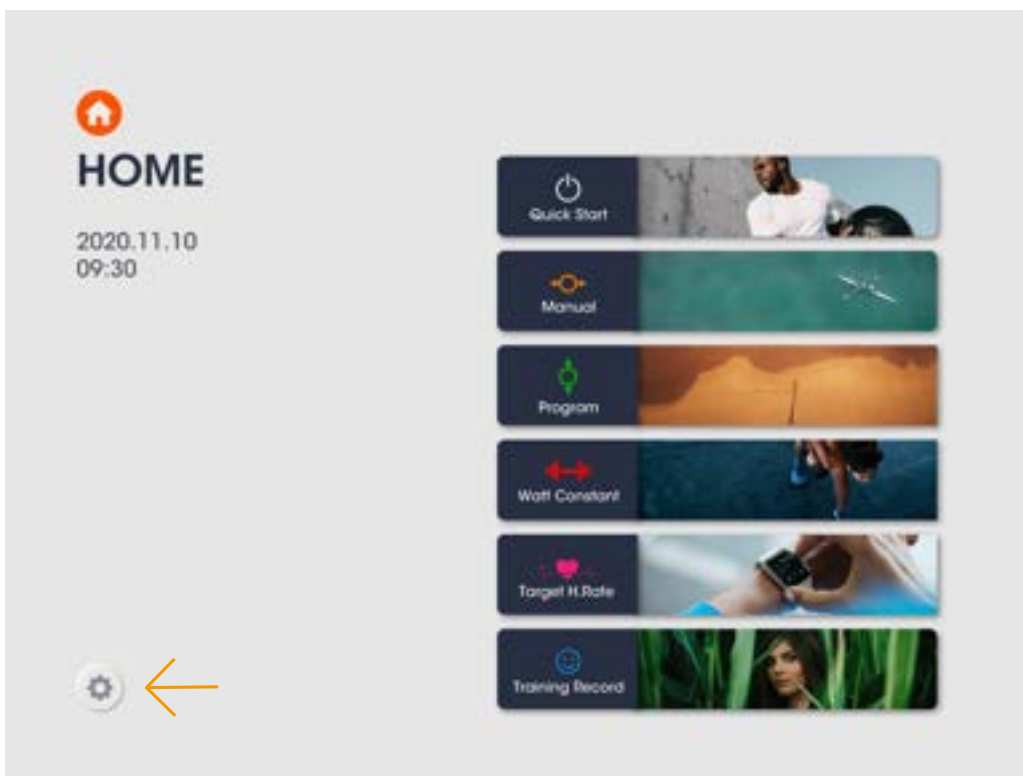 HOME
2020.11.10
09:30
Quick Start
Manual
Program
Watt Constant
Target H.Rate
Training Record